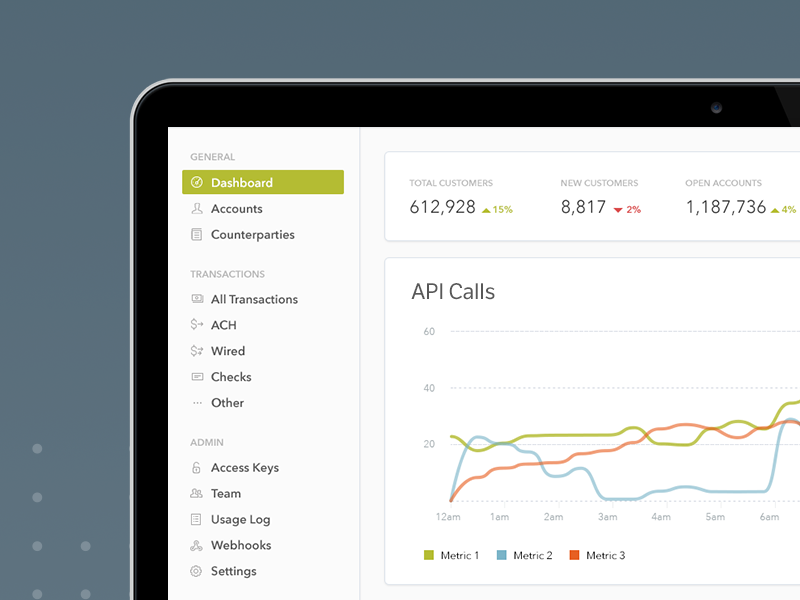 GENERAL
Dashboard
Accounts
Counterparties
TRANSACTIONS
All Transactions
ACH
Wired
Checks
Other
ADMIN
Access Keys
Team
Usage Log
Webhooks
Settings
TOTAL CUSTOMERS
612,928 15%
NEW CUSTOMERS
8,817 2%
OPEN ACCOUNTS
1,187,736 4%
API Calls
60
40
20
12am 1am 2am 3am 4am 5am 6am
Metric 1 Metric 2 Metric 3